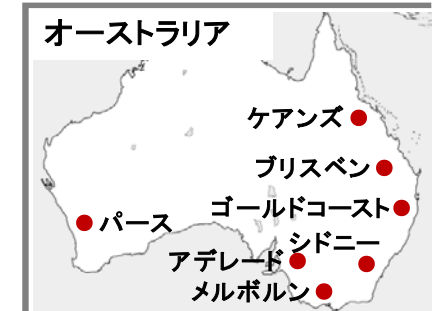 オーストラリア
ケアンズ
ブリスベン
ゴールドコースト
パース
シドニー
アデレード
メルボルン